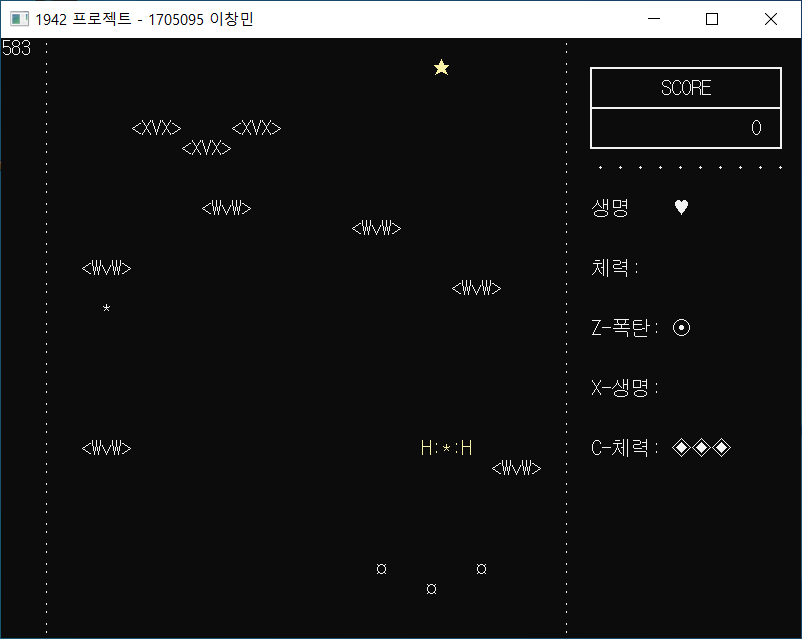 1942 프로젝트 - 1705095 이창민
583
★
SCORE
0
<XVX> <XVX>
<XVX>
<WvW>
<WvW>
<WvW>
<WvW>
*
<WvW>
H:*:H
<WvW>
¤ ¤
¤
생명 ♥
체력 :
Z-폭탄 : ⊙
X-생명 :
C-체력 : ◈◈◈